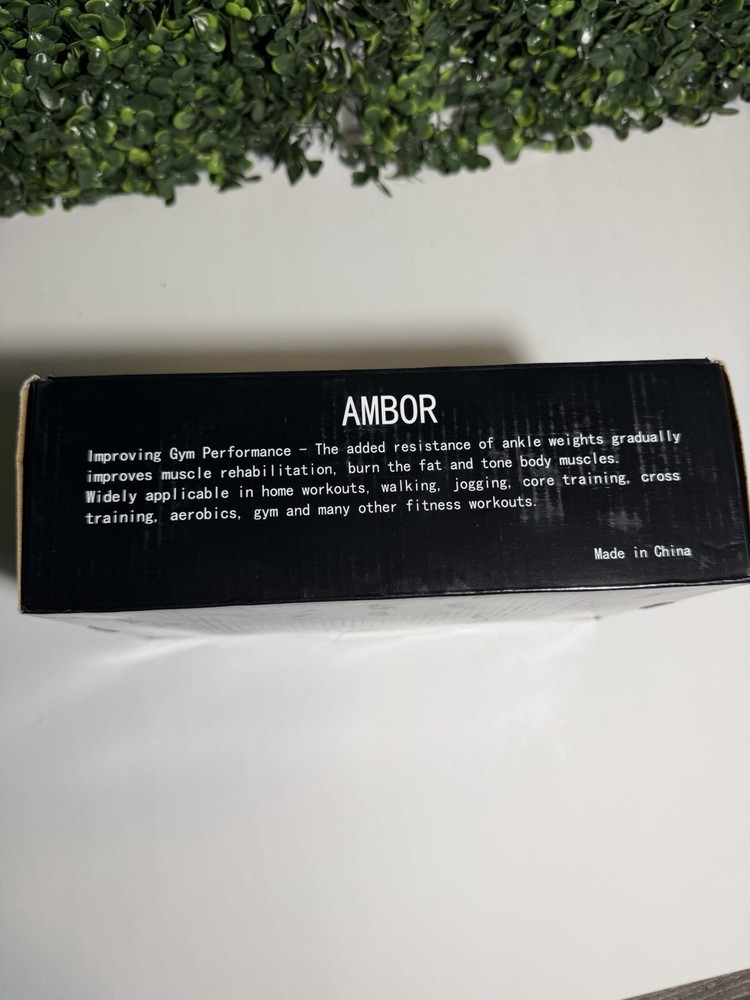 AMBOR
Improving Gym Performance - The added resistance of ankle weights gradually
improves muscle rehabilitation, burn the fat and tone body muscles.
Widely applicable in home workouts, walking, jogging, core training, cross
training, aerobics, gym and many other fitness workouts.
Made in China